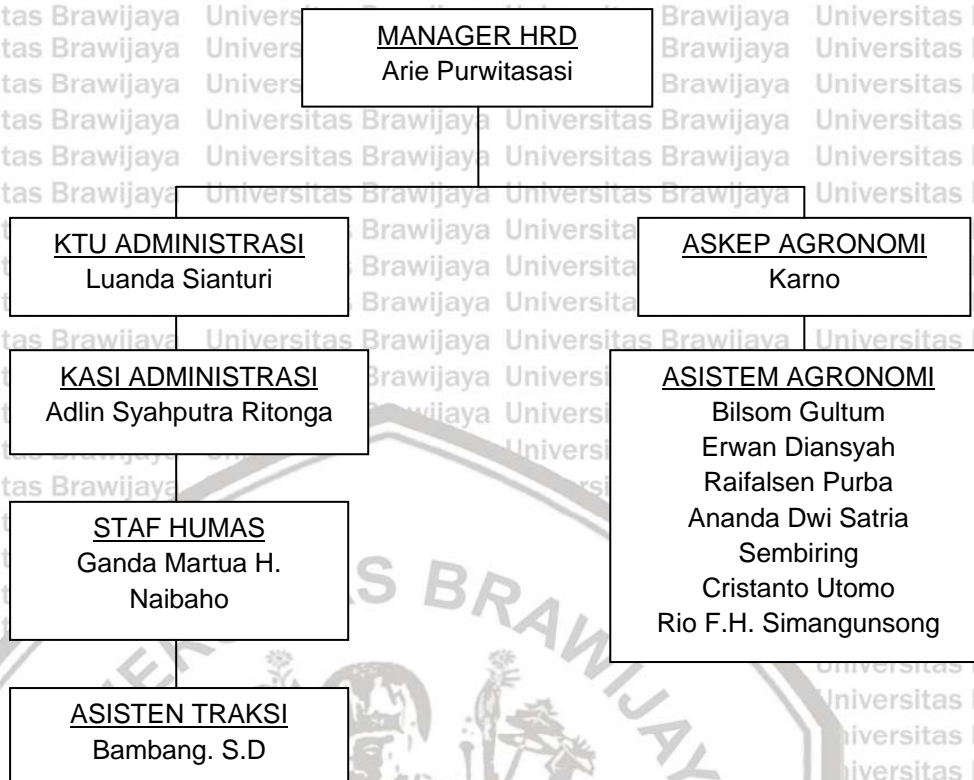 MANAGER HRD
Arie Purwitasasi
KTU ADMINISTRASI
Luanda Sianturi
ASKEP AGRONOMI
Karno
KASI ADMINISTRASI
Adlin Syahputra Ritonga
ASISTEM AGRONOMI
Bilsom Gultum
Erwan Diansyah
Raifalsen Purba
Ananda Dwi Satria
Sembiring
Cristanto Utomo
Rio F.H. Simangunsong
STAF HUMAS
Ganda Martua H.
Naibaho
ASISTEN TRAKSI
Bambang. S.D